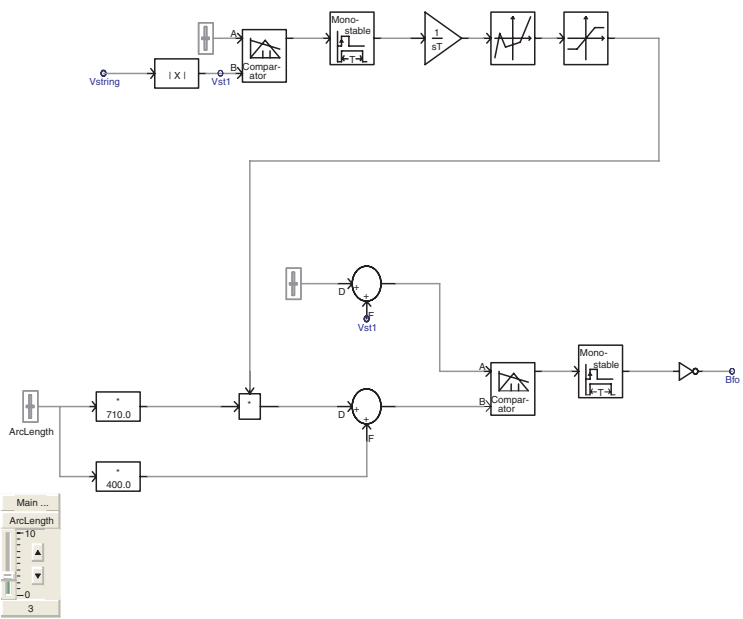 A
Mono-
stable
T
1
sT
B
Compar-
ator
Vstring
| X |
Vst1
D
+
+
F
Vst1
A
Mono-
stable
T
B
Compar-
ator
Bfo
ArcLength
*
710.0
*
D
+
+
F
*
400.0
Main ...
ArcLength
10
0
3